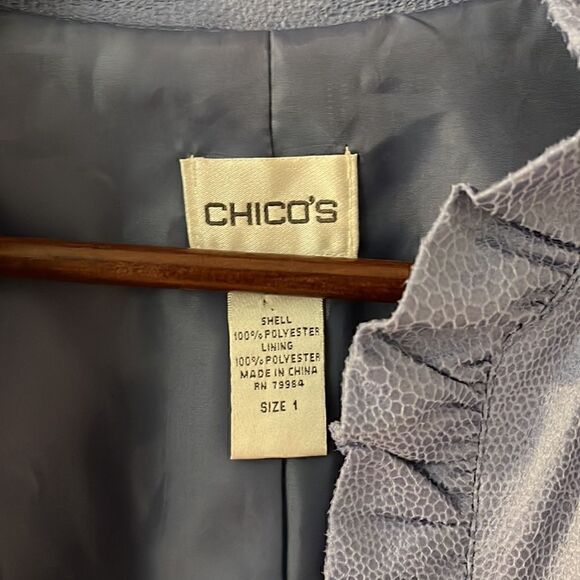 CHICO'S
SHELL
100% POLYESTER
LINING
100% POLYESTER
MADE IN CHINA
RN 79984
SIZE 1